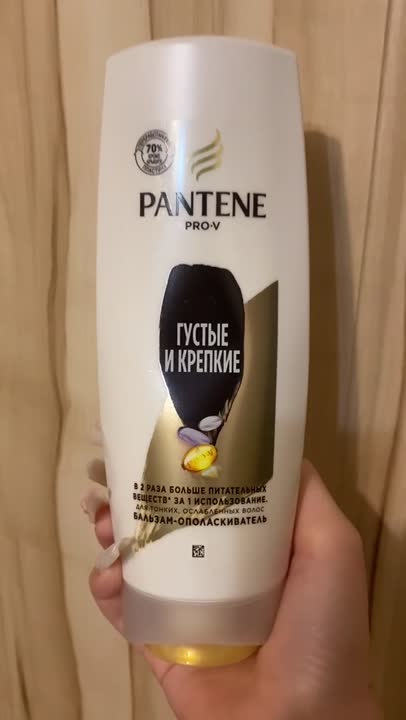 70%
PANTENE
PRO-V
ГУСТЫЕ
И КРЕПКИЕ
В 2 РАЗА БОЛЬШЕ ПИТАТЕЛЬНЫХ
ВЕЩЕСТВ* ЗА 1 ИСПОЛЬЗОВАНИЕ.
ДЛЯ ТОНКИХ, ОСЛАБЛЕННЫХ ВОЛОС
БАЛЬЗАМ-ОПОЛАСКИВАТЕЛЬ